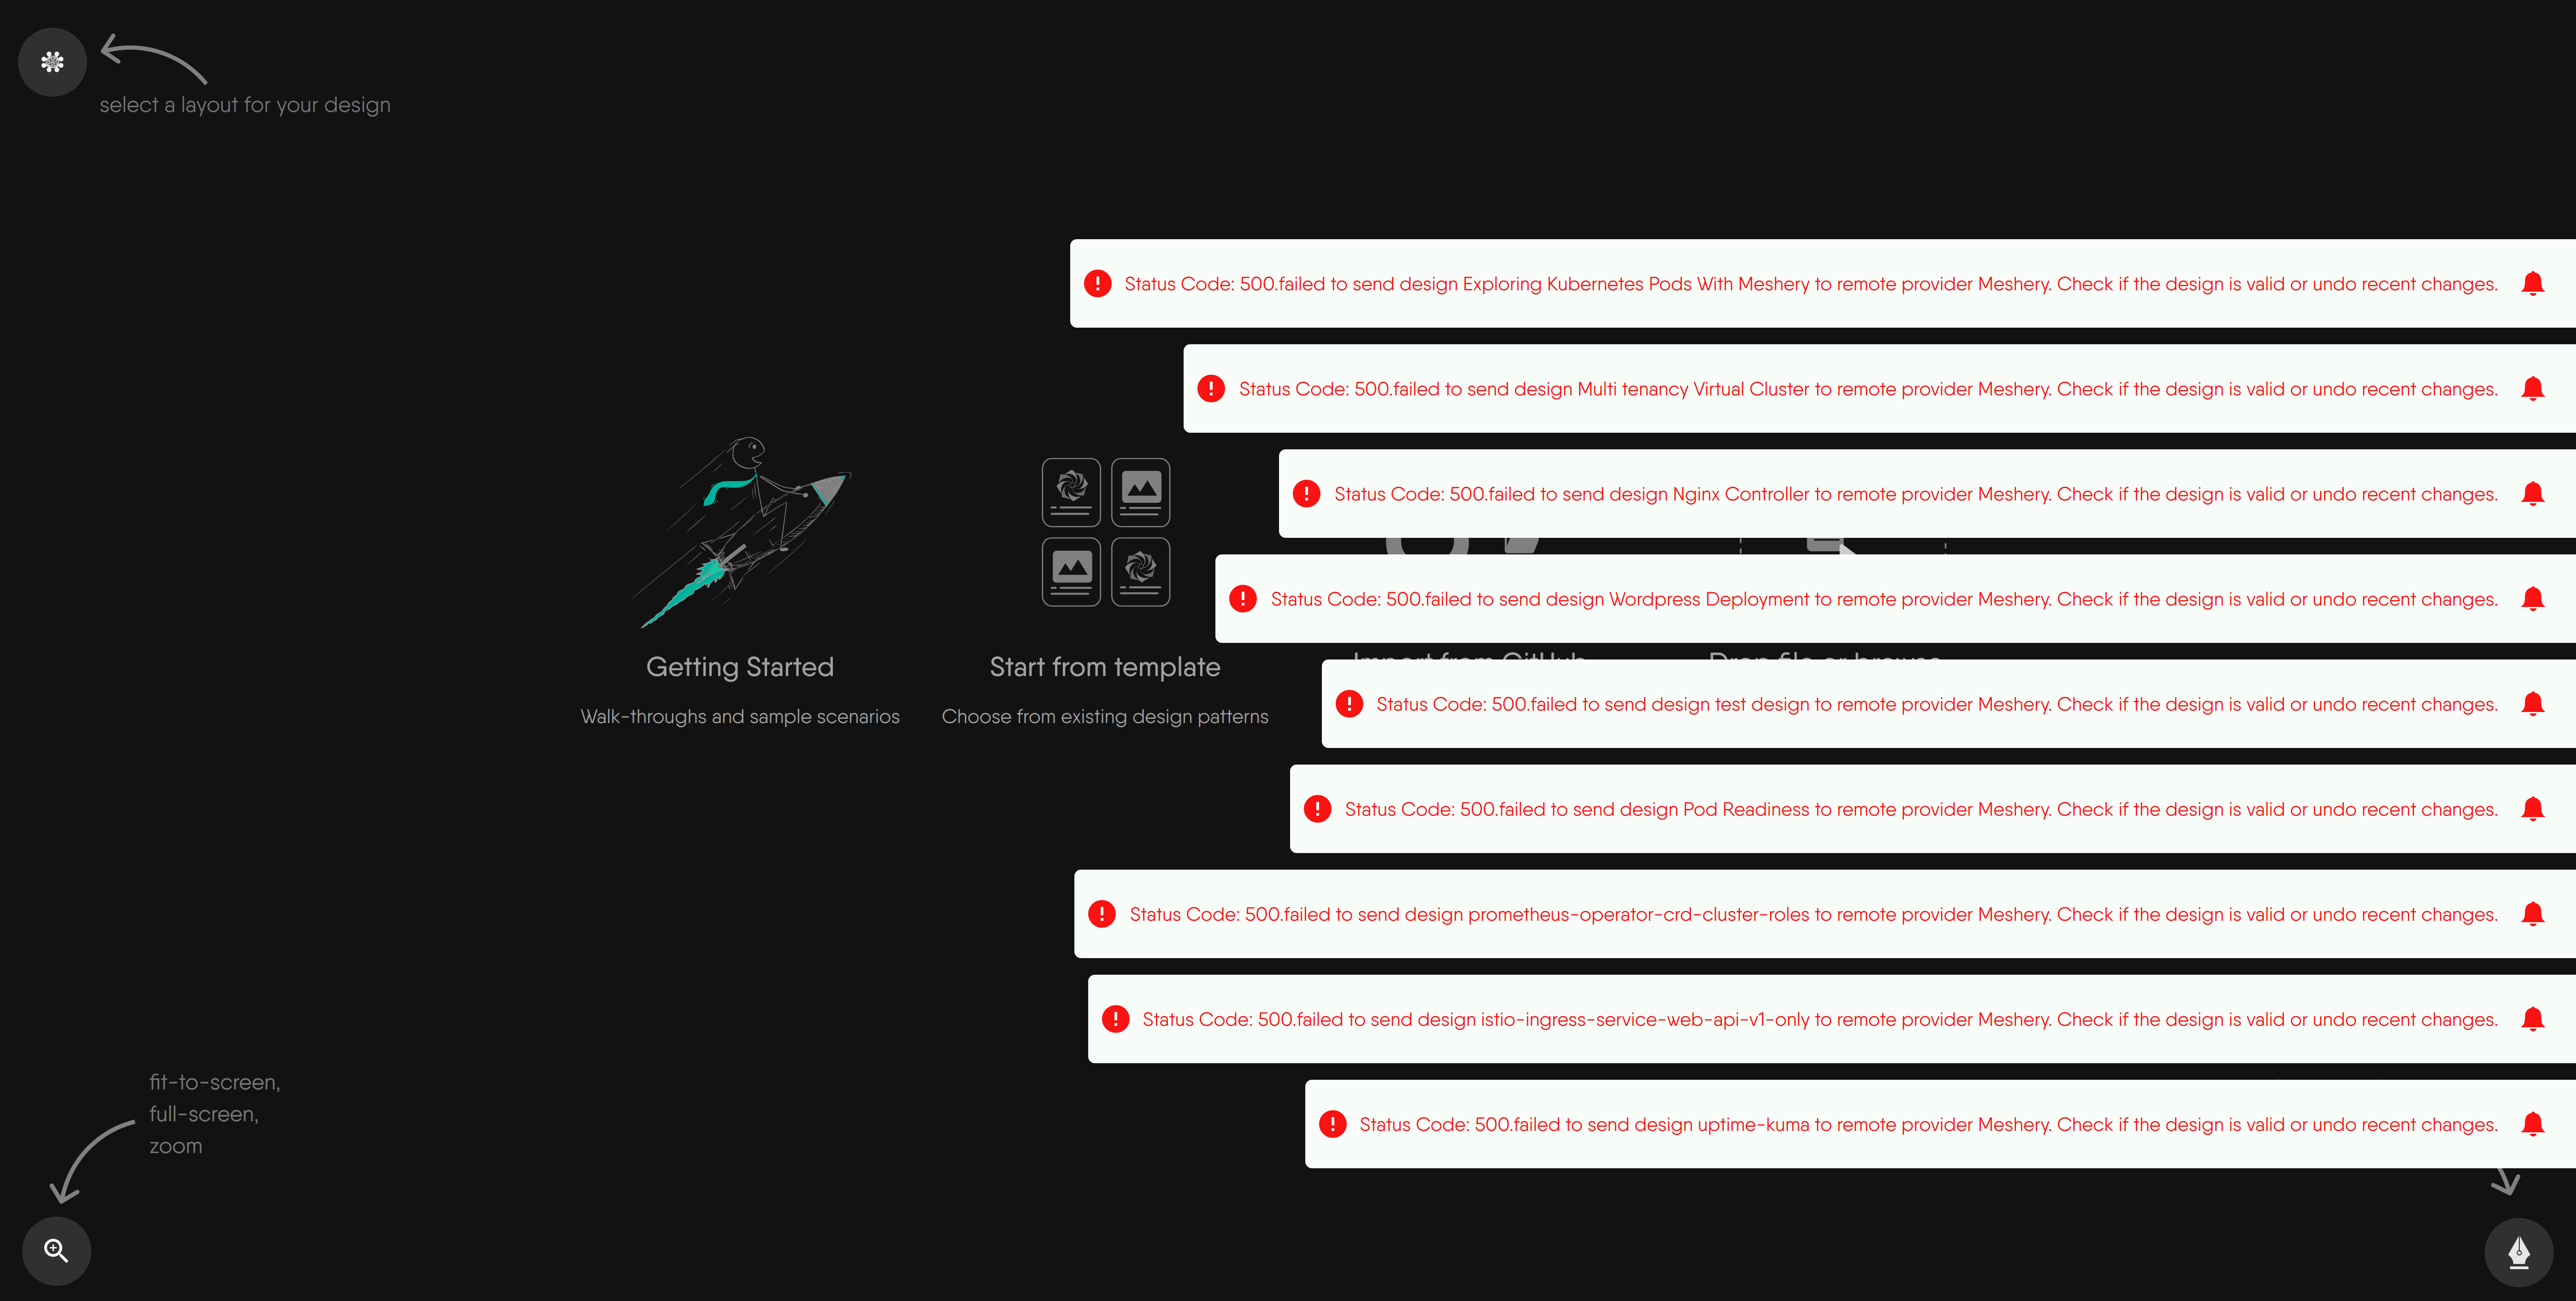 select a layout for your design
Status Code: 500.failed to send design Exploring Kubernetes Pods With Meshery to remote provider Meshery. Check if the design is valid or undo recent changes.
Status Code: 500.failed to send design Multi tenancy Virtual Cluster to remote provider Meshery. Check if the design is valid or undo recent changes.
Status Code: 500.failed to send design Nginx Controller to remote provider Meshery. Check if the design is valid or undo recent changes.
Status Code: 500.failed to send design Wordpress Deployment to remote provider Meshery. Check if the design is valid or undo recent changes.
Getting Started
Start from template
Import from GitHub
Drop file or browse
Status Code: 500.failed to send design test design to remote provider Meshery. Check if the design is valid or undo recent changes.
Walk-throughs and sample scenarios
Choose from existing design patterns
Status Code: 500.failed to send design Pod Readiness to remote provider Meshery. Check if the design is valid or undo recent changes.
Status Code: 500.failed to send design prometheus-operator-crd-cluster-roles to remote provider Meshery. Check if the design is valid or undo recent changes.
Status Code: 500.failed to send design istio-ingress-service-web-api-v1-only to remote provider Meshery. Check if the design is valid or undo recent changes.
Status Code: 500.failed to send design uptime-kuma to remote provider Meshery. Check if the design is valid or undo recent changes.
fit-to-screen,
full-screen,
zoom